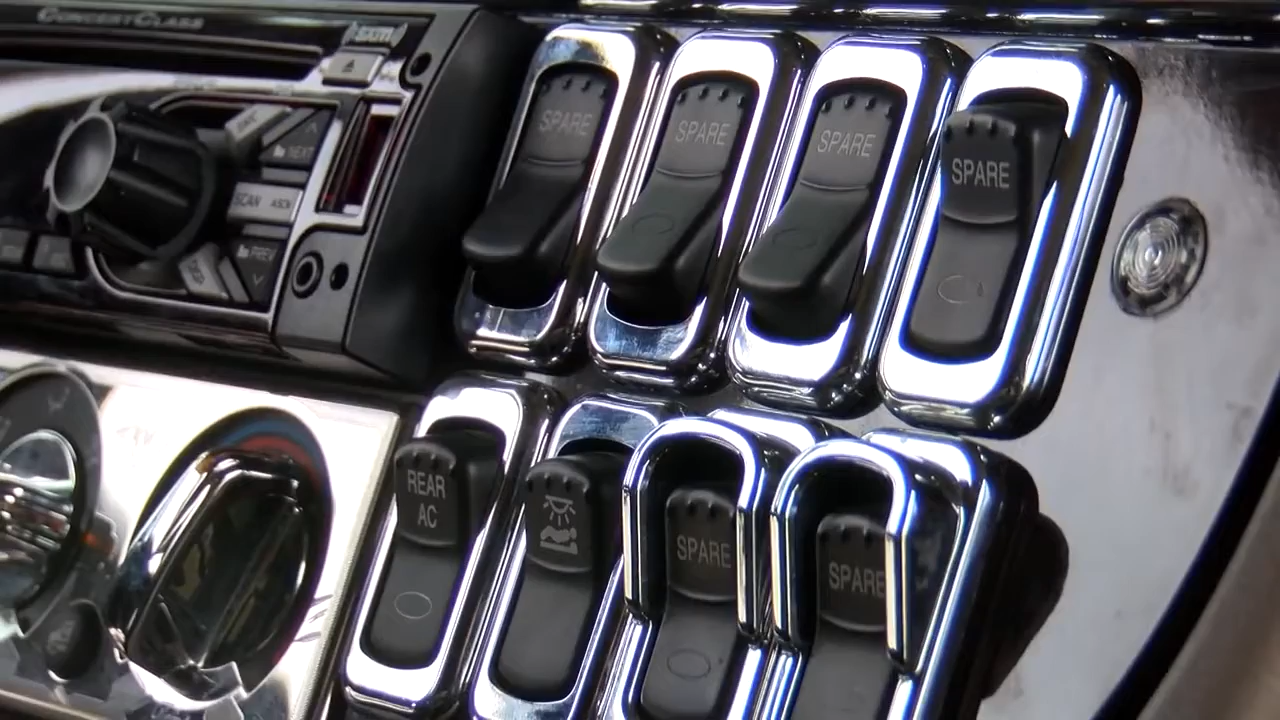 CONCERTCLASS
NEXT
SCAN
PREV
SPARE
SPARE
SPARE
SPARE
REAR
AC
SPARE
SPARE